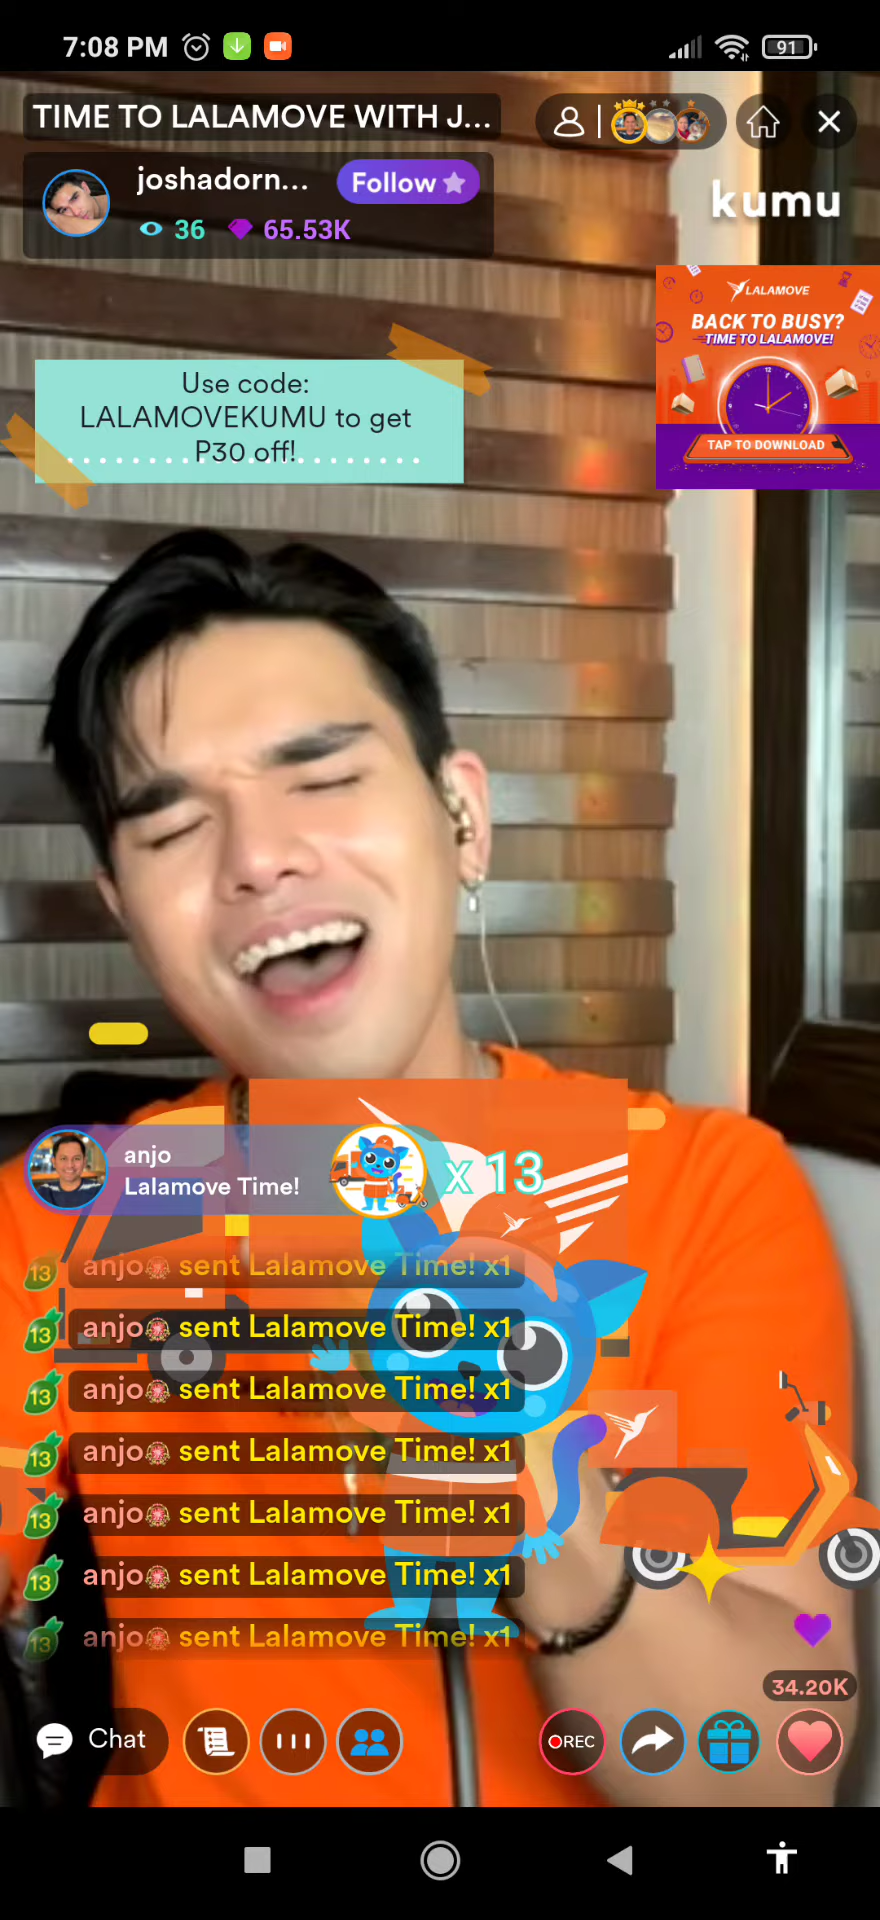 7:08 PM
91
TIME TO LALAMOVE WITH J...
joshadorn...
Follow
36
65.53K
kumu
LALAMOVE
BACK TO BUSY?
TIME TO LALAMOVE!
TAP TO DOWNLOAD
Use code:
LALAMOVEKUMU to get
P30 off!
anjo
Lalamove Time!
x 13
13 anjo sent Lalamove Time! x1
13 anjo sent Lalamove Time! x1
13 anjo sent Lalamove Time! x1
13 anjo sent Lalamove Time! x1
13 anjo sent Lalamove Time! x1
13 anjo sent Lalamove Time! x1
13 anjo sent Lalamove Time! x1
34.20K
Chat
REC